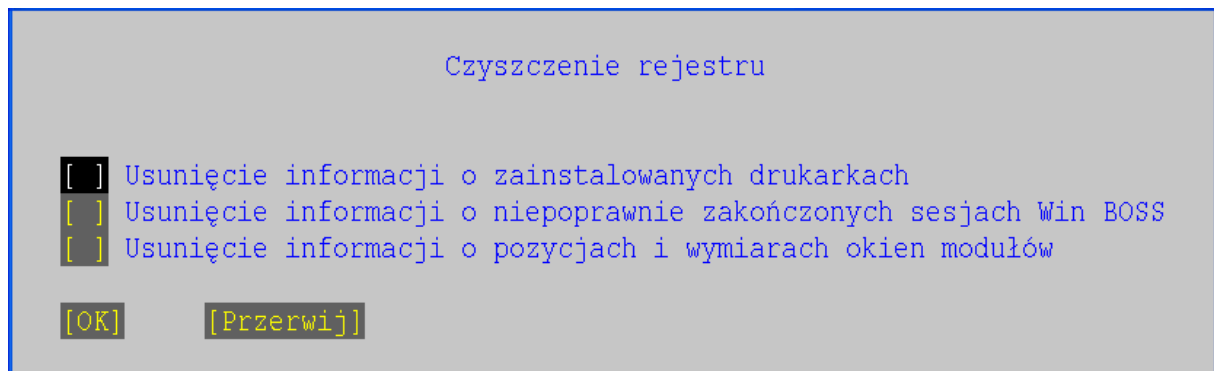 Czyszczenie rejestru
[ ] Usunięcie informacji o zainstalowanych drukarkach
[ ] Usunięcie informacji o niepoprawnie zakończonych sesjach Win BOSS
[ ] Usunięcie informacji o pozycjach i wymiarach okien modułów
[OK] [Przerwij]